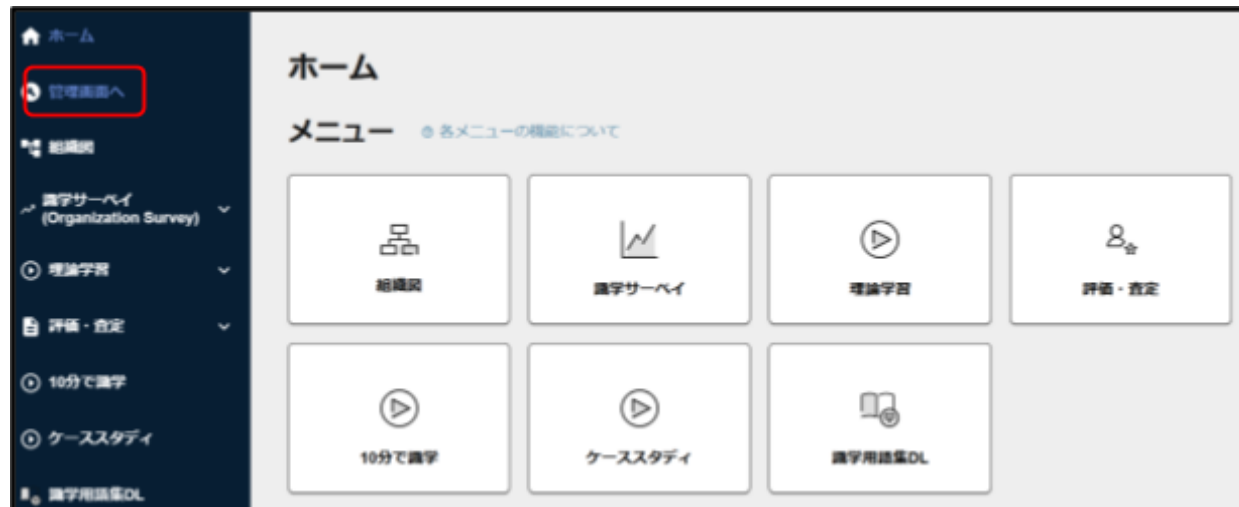 ホーム
管理画面へ
組織図
識学サーベイ
(Organization Survey)
理論学習
評価・査定
10分で識学
ケーススタディ
識学用語集DL
ホーム
メニュー 各メニューの機能について
組織図
識学サーベイ
理論学習
評価・査定
10分で識学
ケーススタディ
識学用語集DL